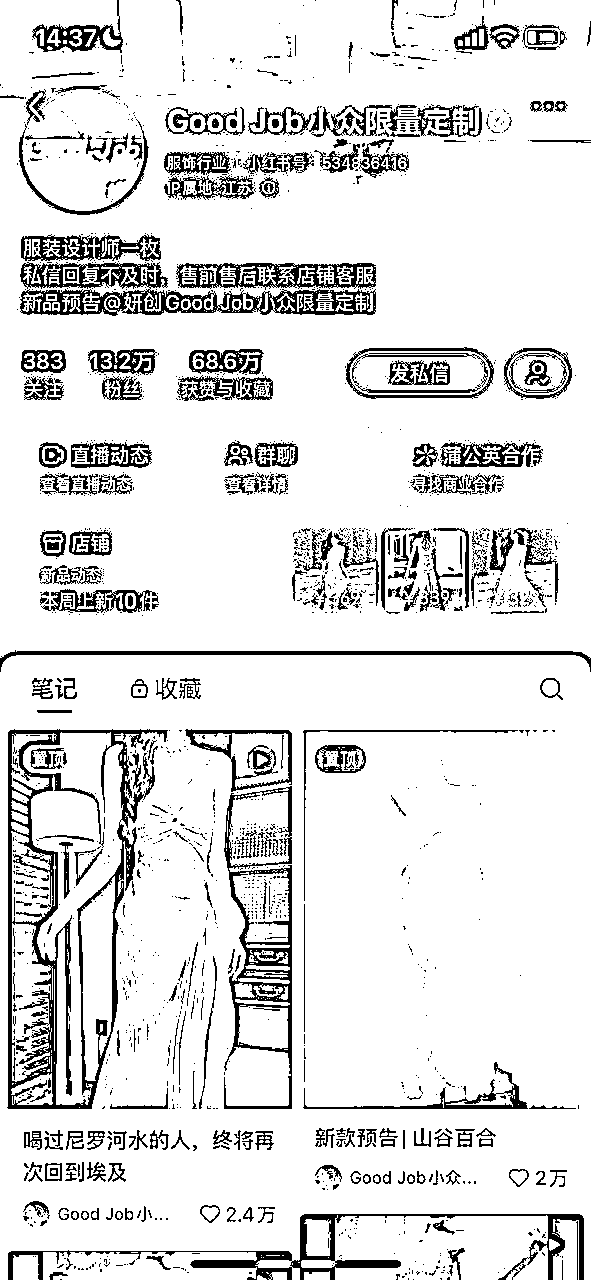 14:37
Good Job小众限量定制
服饰行业 小红书号：534836416
IP属地：江苏
服装设计师一枚
私信回复不及时，售前售后联系店铺客服
新品预告@妍创Good Job小众限量定制
383 13.2万 68.6万
关注 粉丝 获赞与收藏
发私信
直播动态 群聊 蒲公英合作
查看直播动态 查看详情 寻找商业合作
店铺
新品动态
本周上新10件
笔记 收藏
置顶 置顶
喝过尼罗河水的人，终将再
次回到埃及
Good Job小... 2.4万
新款预告| 山谷百合
Good Job小众... 2万